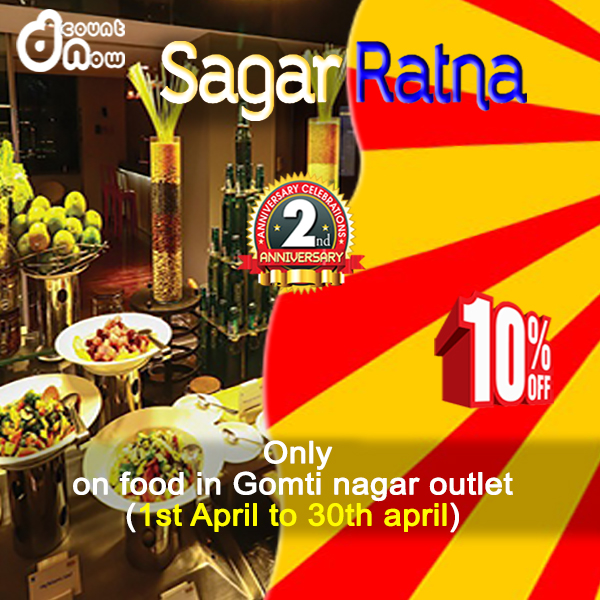 dcount
now
Sagar Ratna
ANNIVERSARY CELEBRATIONS
2nd
ANNIVERSARY
10% OFF
Only
on food in Gomti nagar outlet
(1st April to 30th april)